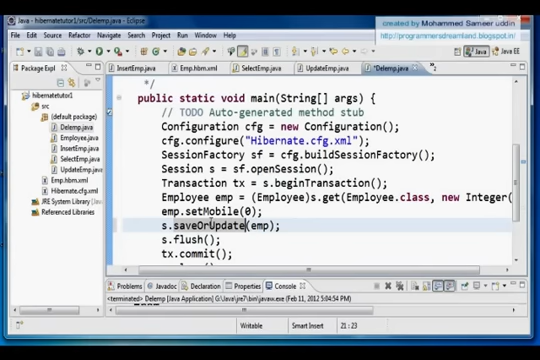 Java - hibernatetutor1/src/Delemp.java - Eclipse
created by Mohammed Sameer uddin
http://programmersdreamland.blogspot.in/
File Edit Source Refactor Navigate Search Project Run Window Help
Java Java EE
Package Expl
InsertEmp.java Emp.hbm.xml SelectEmp.java UpdateEmp.java *Delemp.java
hibernatetutor1
src
(default package)
Delemp.java
Employee.java
InsertEmp.java
SelectEmp.java
UpdateEmp.java
Emp.hbm.xml
Hibernate.cfg.xml
JRE System Library [Java
Referenced Libraries
*/
public static void main(String[] args) {
// TODO Auto-generated method stub
Configuration cfg = new Configuration();
cfg.configure("Hibernate.cfg.xml");
SessionFactory sf = cfg.buildSessionFactory();
Session s = sf.openSession();
Transaction tx = s.beginTransaction();
Employee emp = (Employee)s.get(Employee.class, new Integer(
emp.setMobile(0);
s.saveOrUpdate(emp);
s.flush();
tx.commit();
Problems Javadoc Declaration Properties Console
<terminated> Delemp [Java Application] G:\Java\jre7\bin\javaw.exe (Feb 11, 2012 5:04:54 PM)
Writable Smart Insert 21 : 23